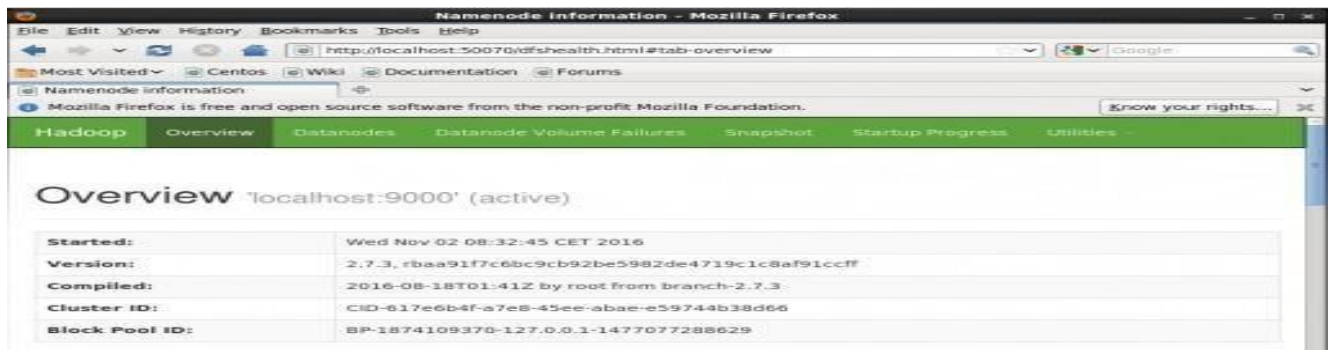 Namenode information - Mozilla Firefox
File Edit View History Bookmarks Tools Help
http://localhost:50070/dfshealth.html#tab-overview
Google
Most Visited Centos Wiki Documentation Forums
Namenode information
Mozilla Firefox is free and open source software from the non-profit Mozilla Foundation. Know your rights...
Hadoop Overview Datanodes Datanode Volume Failures Snapshot Startup Progress Utilities
Overview 'localhost:9000' (active)
Started: Wed Nov 02 08:32:45 CET 2016
Version: 2.7.3, rbaa91f7c6bc9cb92be5982de4719c1c8af91ccff
Compiled: 2016-08-18T01:41Z by root from branch-2.7.3
Cluster ID: CID-617e6b4f-a7e8-45ee-abae-e59744b38d66
Block Pool ID: BP-1874109370-127.0.0.1-1477077288629